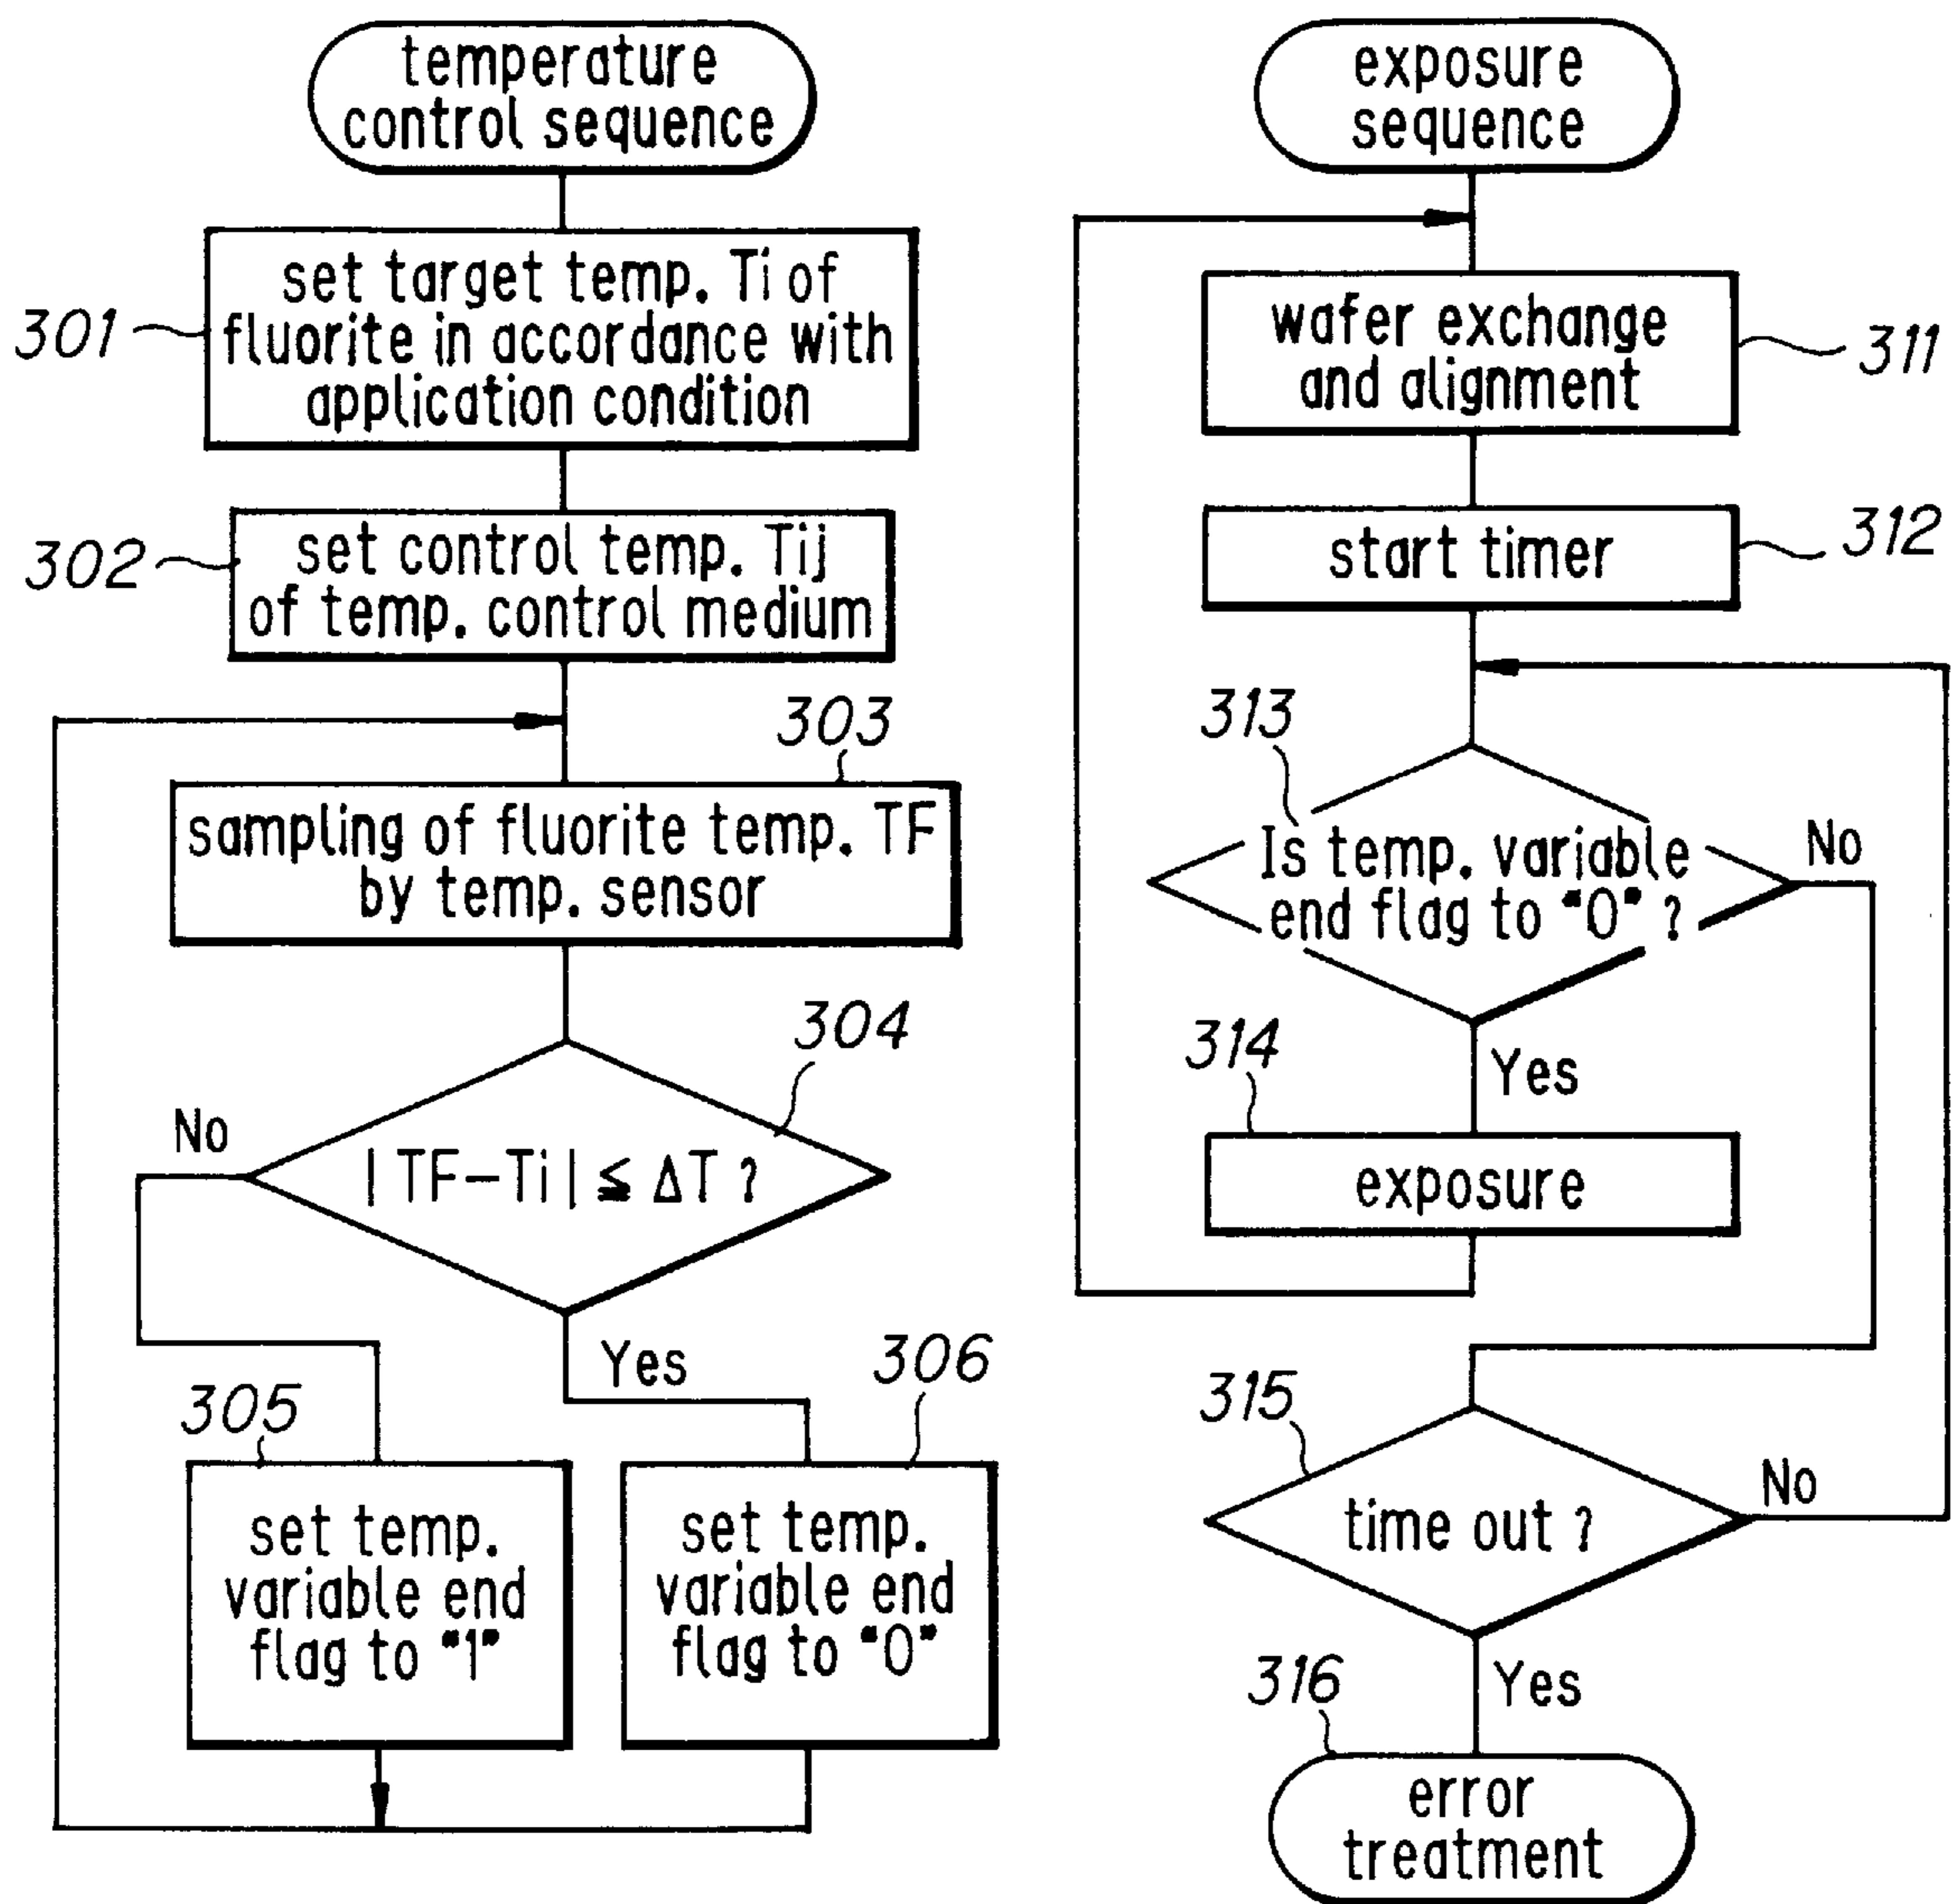 temperature
control sequence
301
set target temp. Ti of
fluorite in accordance with
application condition
302
set control temp. Tij
of temp. control medium
303
sampling of fluorite temp. TF
by temp. sensor
304
No
| TF-Ti | ≦ ΔT ?
Yes
305
set temp.
variable end
flag to "1"
306
set temp.
variable end
flag to "0"
exposure
sequence
wafer exchange
and alignment
311
start timer
312
313
Is temp. variable
end flag to "0" ?
No
Yes
314
exposure
315
time out ?
No
Yes
316
error
treatment